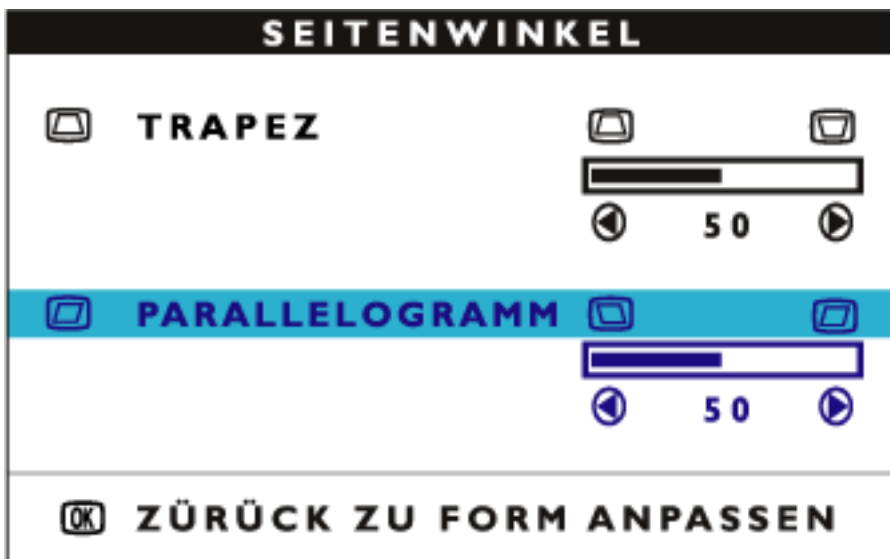 SEITENWINKEL
TRAPEZ
50
PARALLELOGRAMM
50
OK ZÜRÜCK ZU FORM ANPASSEN